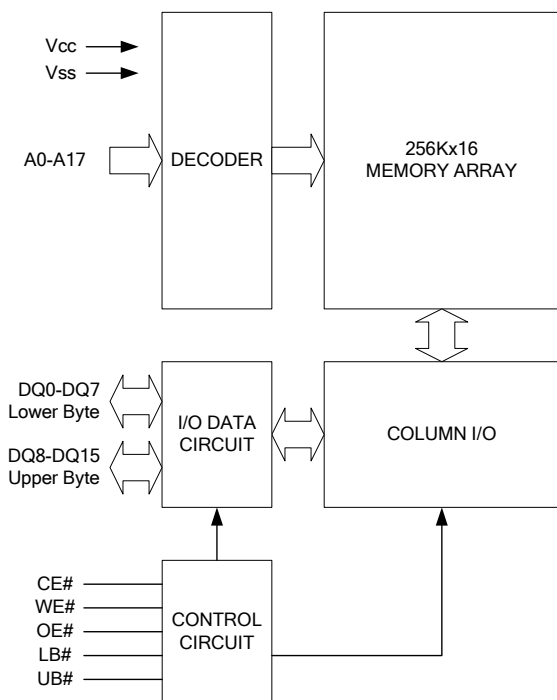 Vcc
Vss
A0-A17
DECODER
256Kx16
MEMORY ARRAY
DQ0-DQ7
Lower Byte
DQ8-DQ15
Upper Byte
I/O DATA
CIRCUIT
COLUMN I/O
CE#
WE#
OE#
LB#
UB#
CONTROL
CIRCUIT